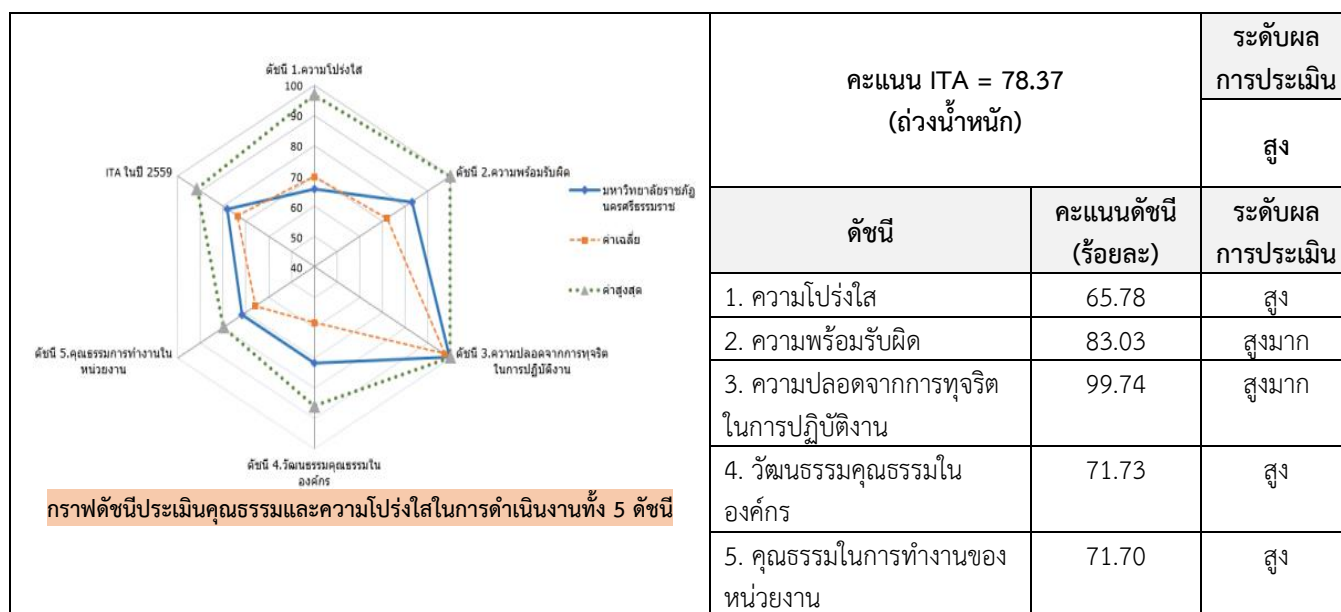 ดัชนี 1.ความโปร่งใส
100
90
80
70
60
50
40
ดัชนี 2.ความพร้อมรับผิด
ดัชนี 3.ความปลอดจากการทุจริต
ในการปฏิบัติงาน
ดัชนี 4.วัฒนธรรมคุณธรรมใน
องค์กร
ดัชนี 5.คุณธรรมการทำงานใน
หน่วยงาน
ITA ในปี 2559
มหาวิทยาลัยราชภัฏ
นครศรีธรรมราช
ค่าเฉลี่ย
ค่าสูงสุด
กราฟดัชนีประเมินคุณธรรมและความโปร่งใสในการดำเนินงานทั้ง 5 ดัชนี
คะแนน ITA = 78.37
(ถ่วงน้ำหนัก)
ระดับผล
การประเมิน
สูง
ดัชนี
คะแนนดัชนี
(ร้อยละ)
ระดับผล
การประเมิน
1. ความโปร่งใส 65.78 สูง
2. ความพร้อมรับผิด 83.03 สูงมาก
3. ความปลอดจากการทุจริต 99.74 สูงมาก
ในการปฏิบัติงาน
4. วัฒนธรรมคุณธรรมใน 71.73 สูง
องค์กร
5. คุณธรรมในการทำงานของ 71.70 สูง
หน่วยงาน